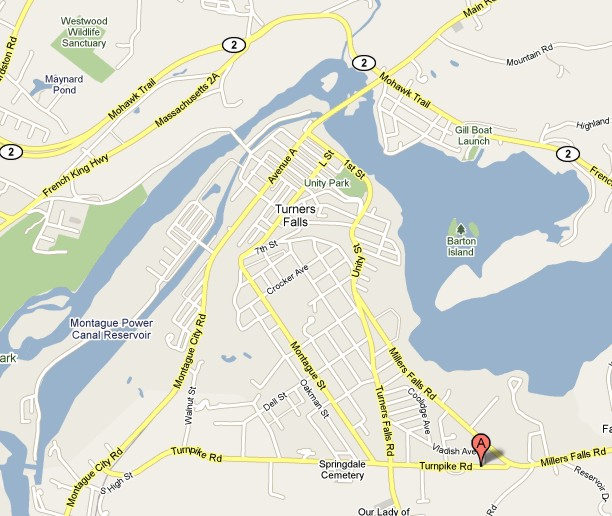 Westwood
Wildlife
Sanctuary
Main Rd
2
2
Mountain Rd
Maynard
Pond
Mohawk Trail
Massachusetts 2A
Mohawk Trail
Highland
Gill Boat
Launch
2
2
French King Hwy
Avenue A
L St
1st St
Unity Park
Turners
Falls
7th St
Unity St
Barton
Island
Crocker Ave
Montague Power
Canal Reservoir
Park
Montague City Rd
Montague St
Millers Falls Rd
Walnut St
Dell St
Oakman St
Turners Falls Rd
Coolidge Ave
A
Vladish Ave
Montague City Rd
Turnpike Rd
Springdale
Cemetery
Turnpike Rd
Millers Falls Rd
Reservoir
S High St
Our Lady of
Rd